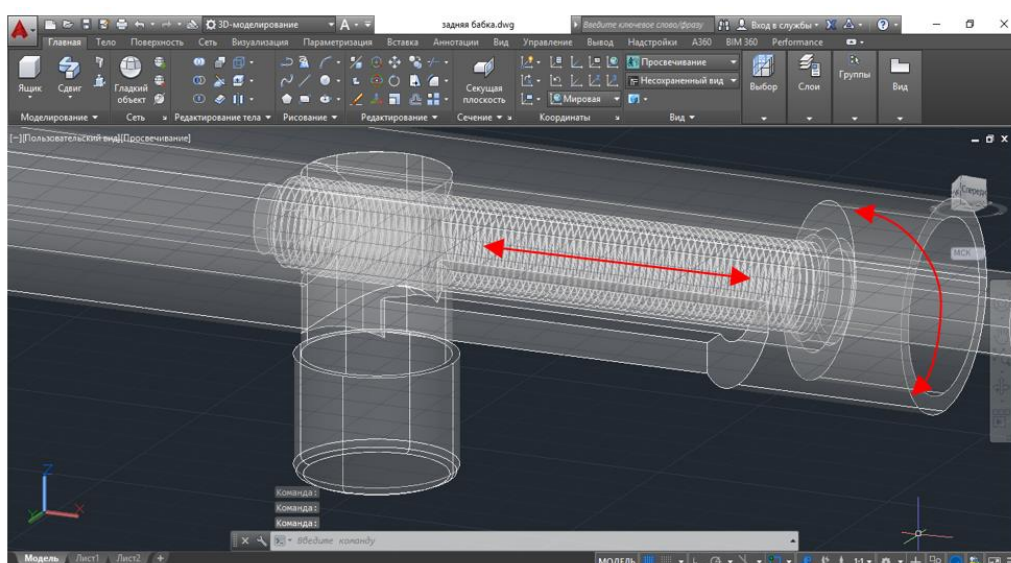 3D-моделирование
задняя бабка.dwg
Введите ключевое слово/фразу
Вход в службы
Главная Тело Поверхность Сеть Визуализация Параметризация Вставка Аннотации Вид Управление Вывод Надстройки A360 BIM 360 Performance
Ящик Сдвиг Гладкий объект Секущая плоскость Мировая Просвечивание Несохраненный вид Выбор Слои Группы Вид
Моделирование Сеть Редактирование тела Рисование Редактирование Сечение Координаты Вид
[−][Пользовательский вид][Просвечивание]
Спереди
МСК
Z
X
Y
Команда:
Команда:
Команда:
Введите команду
Модель Лист1 Лист2 +
МОДЕЛЬ 1:1